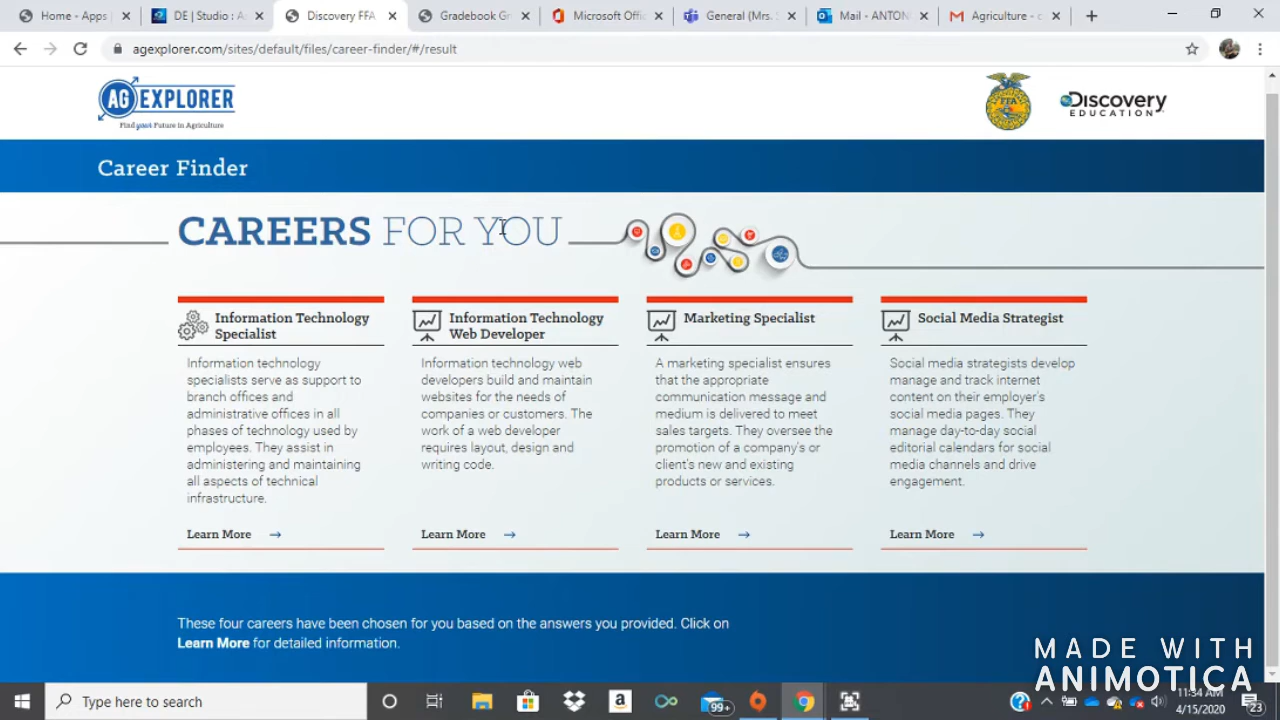 Home - Apps
DE | Studio : A
Discovery FFA
Gradebook Gr
Microsoft Offi
General (Mrs.
Mail - ANTON
Agriculture - c
agexplorer.com/sites/default/files/career-finder/#/result
AG EXPLORER
Find your Future in Agriculture
FFA
Discovery
EDUCATION
Career Finder
CAREERS FOR YOU
Information Technology
Specialist
Information technology
specialists serve as support to
branch offices and
administrative offices in all
phases of technology used by
employees. They assist in
administering and maintaining
all aspects of technical
infrastructure.
Learn More →
Information Technology
Web Developer
Information technology web
developers build and maintain
websites for the needs of
companies or customers. The
work of a web developer
requires layout, design and
writing code.
Learn More →
Marketing Specialist
A marketing specialist ensures
that the appropriate
communication message and
medium is delivered to meet
sales targets. They oversee the
promotion of a company's or
client's new and existing
products or services.
Learn More →
Social Media Strategist
Social media strategists develop
manage and track internet
content on their employer's
social media pages. They
manage day-to-day social
editorial calendars for social
media channels and drive
engagement.
Learn More →
These four careers have been chosen for you based on the answers you provided. Click on
Learn More for detailed information.
MADE WITH
ANIMOTICA
Type here to search
99+
11:34 AM
4/15/2020
23